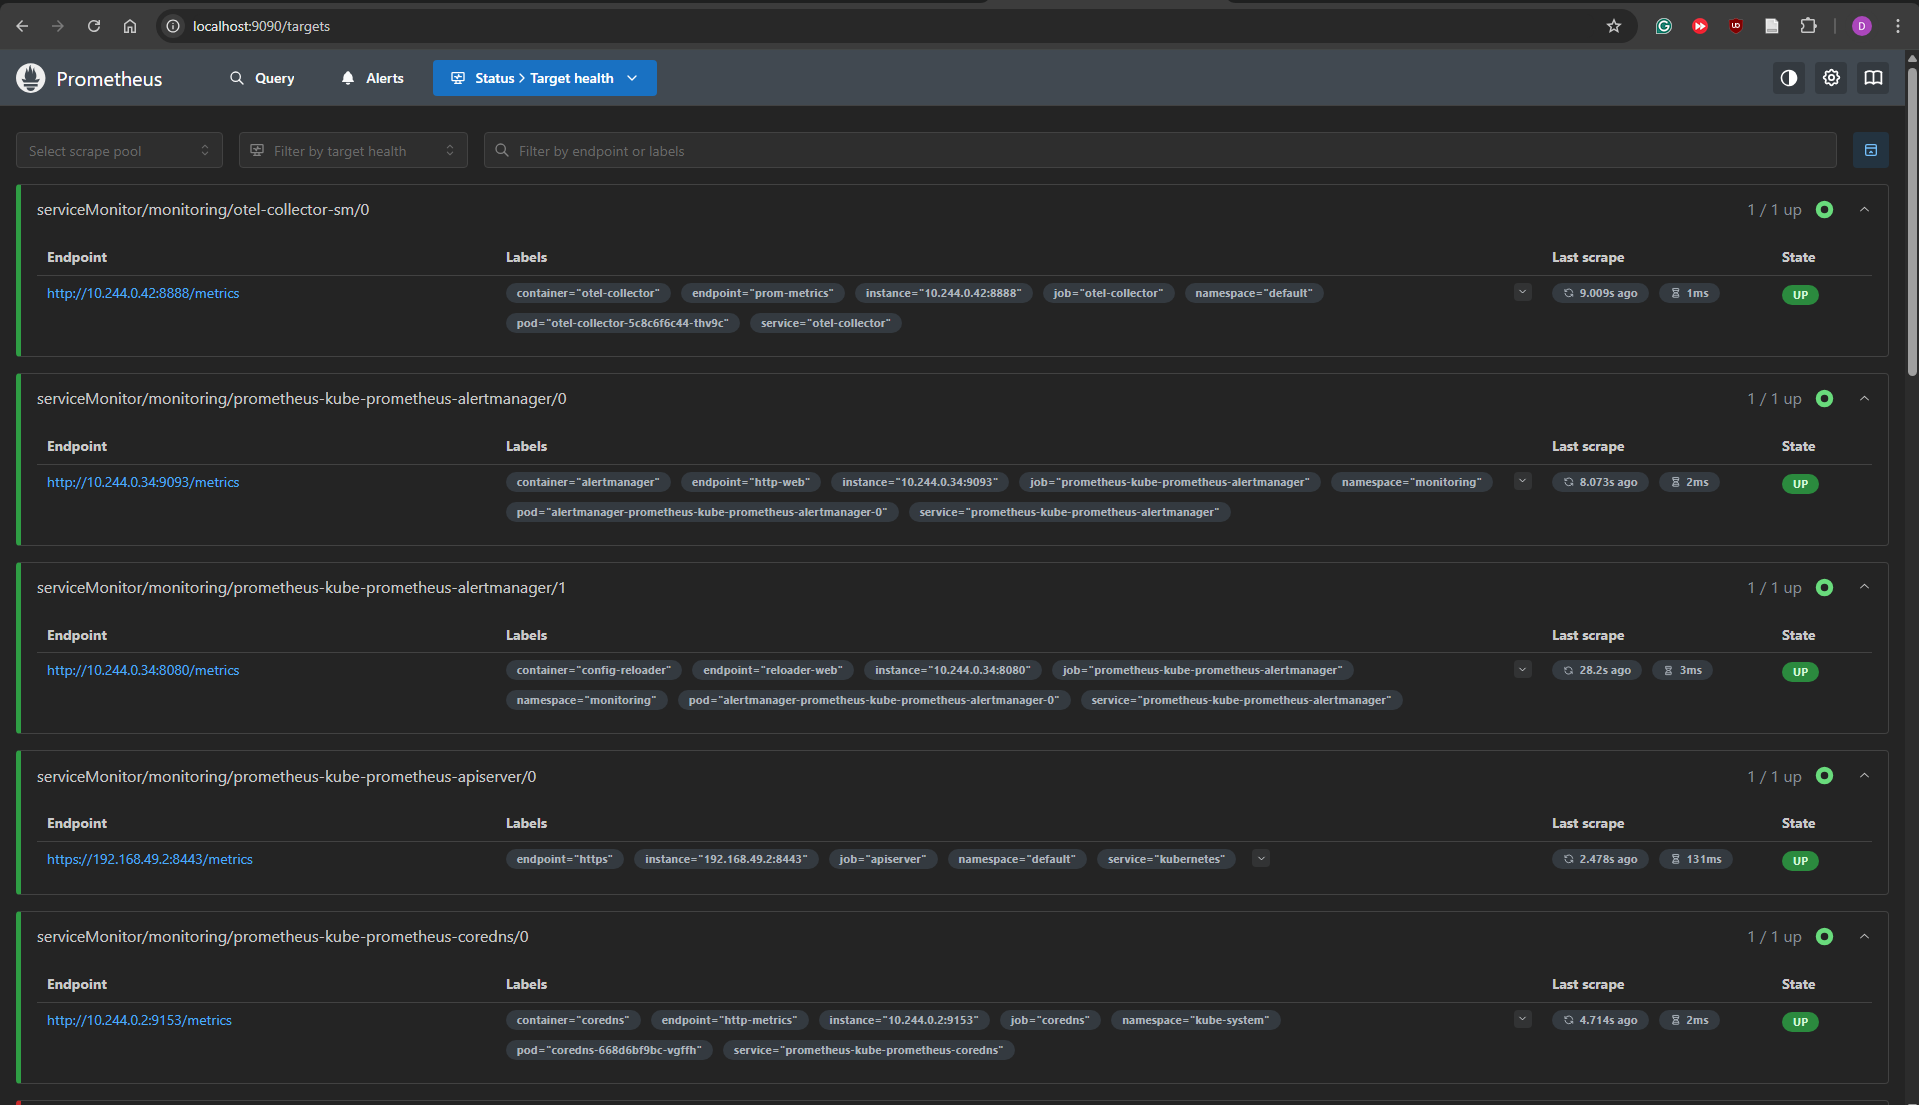 localhost:9090/targets
D
Prometheus Query Alerts Status > Target health
Select scrape pool Filter by target health Filter by endpoint or labels
serviceMonitor/monitoring/otel-collector-sm/0 1 / 1 up
Endpoint Labels Last scrape State
http://10.244.0.42:8888/metrics container="otel-collector" endpoint="prom-metrics" instance="10.244.0.42:8888" job="otel-collector" namespace="default" 9.009s ago 1ms UP
pod="otel-collector-5c8c6f6c44-thv9c" service="otel-collector"
serviceMonitor/monitoring/prometheus-kube-prometheus-alertmanager/0 1 / 1 up
Endpoint Labels Last scrape State
http://10.244.0.34:9093/metrics container="alertmanager" endpoint="http-web" instance="10.244.0.34:9093" job="prometheus-kube-prometheus-alertmanager" namespace="monitoring" 8.073s ago 2ms UP
pod="alertmanager-prometheus-kube-prometheus-alertmanager-0" service="prometheus-kube-prometheus-alertmanager"
serviceMonitor/monitoring/prometheus-kube-prometheus-alertmanager/1 1 / 1 up
Endpoint Labels Last scrape State
http://10.244.0.34:8080/metrics container="config-reloader" endpoint="reloader-web" instance="10.244.0.34:8080" job="prometheus-kube-prometheus-alertmanager" 28.2s ago 3ms UP
namespace="monitoring" pod="alertmanager-prometheus-kube-prometheus-alertmanager-0" service="prometheus-kube-prometheus-alertmanager"
serviceMonitor/monitoring/prometheus-kube-prometheus-apiserver/0 1 / 1 up
Endpoint Labels Last scrape State
https://192.168.49.2:8443/metrics endpoint="https" instance="192.168.49.2:8443" job="apiserver" namespace="default" service="kubernetes" 2.478s ago 131ms UP
serviceMonitor/monitoring/prometheus-kube-prometheus-coredns/0 1 / 1 up
Endpoint Labels Last scrape State
http://10.244.0.2:9153/metrics container="coredns" endpoint="http-metrics" instance="10.244.0.2:9153" job="coredns" namespace="kube-system" 4.714s ago 2ms UP
pod="coredns-668d6bf9bc-vgffh" service="prometheus-kube-prometheus-coredns"